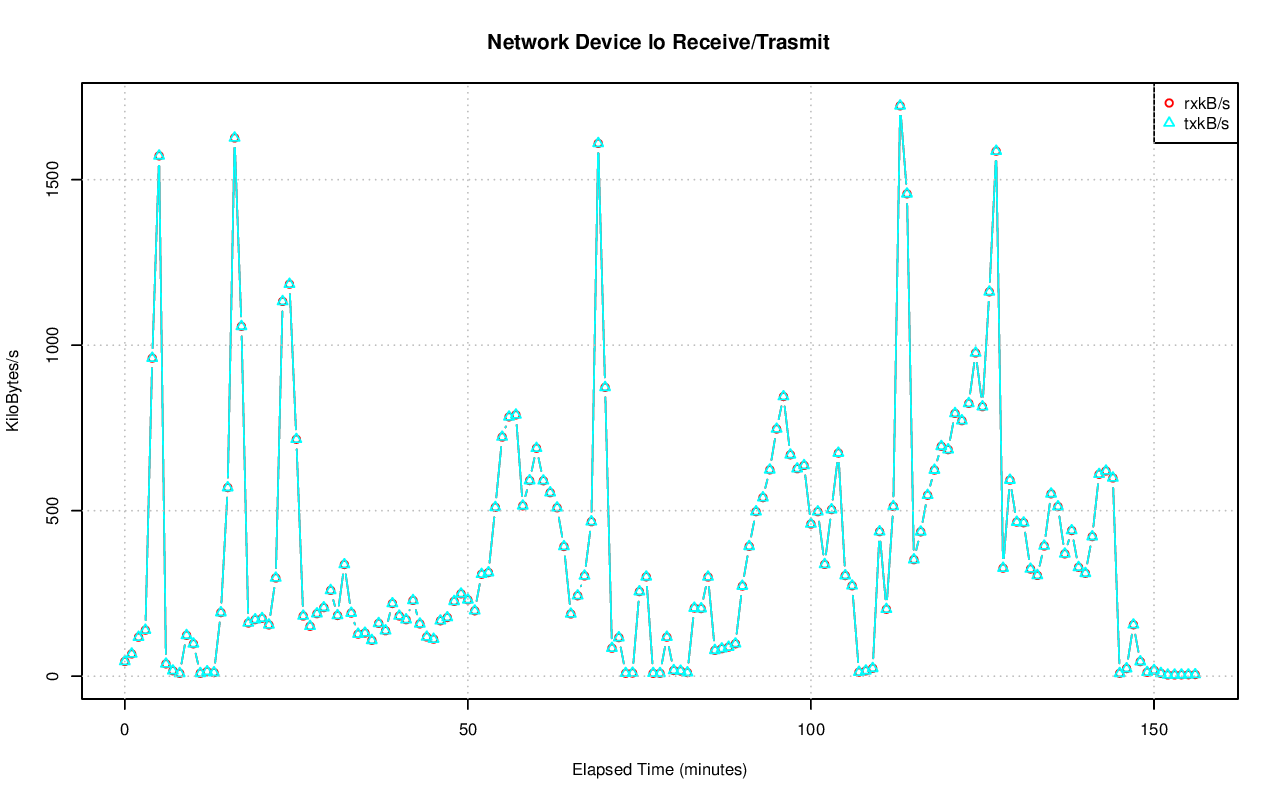 Network Device lo Receive/Trasmit
rxkB/s
txkB/s
KiloBytes/s
1500
1000
500
0
0 50 100 150
Elapsed Time (minutes)